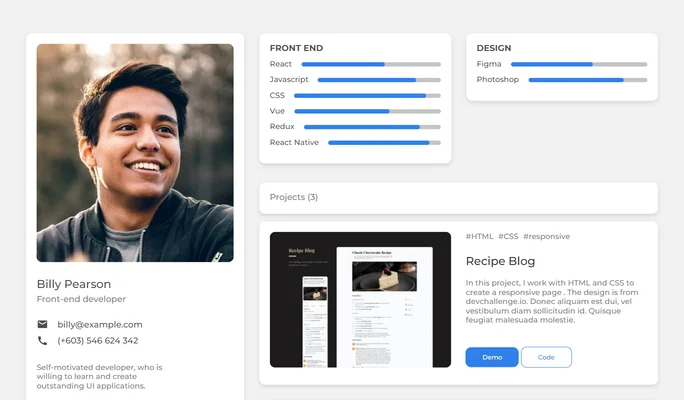 Billy Pearson
Front-end developer
billy@example.com
(+603) 546 624 342
Self-motivated developer, who is
willing to learn and create
outstanding UI applications.
FRONT END
React
Javascript
CSS
Vue
Redux
React Native
DESIGN
Figma
Photoshop
Projects (3)
Recipe Blog
Classic Cheesecake Recipe
#HTML #CSS #responsive
Recipe Blog
In this project, I work with HTML and CSS to
create a responsive page . The design is from
devchallenge.io. Donec aliquam est dui, vel
vestibulum diam sollicitudin id. Quisque
feugiat malesuada molestie.
Demo
Code